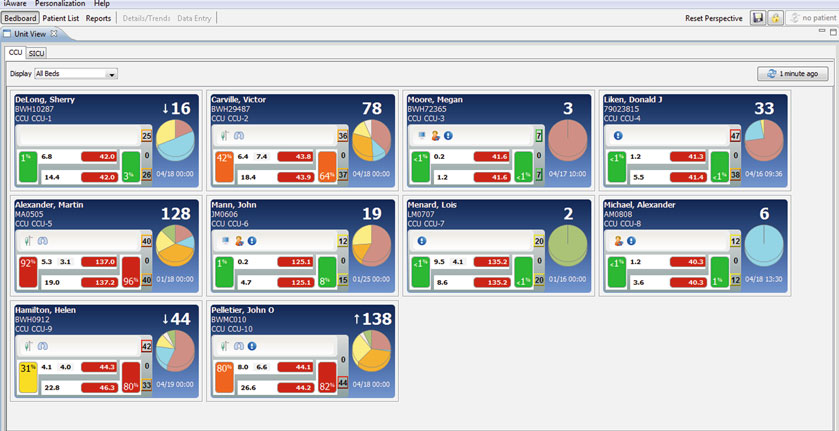 iAware Personalization Help
Bedboard Patient List Reports Details/Trends Data Entry Reset Perspective no patient
Unit View
CCU SICU
Display All Beds 1 minute ago
DeLong, Sherry
BWH10287
CCU CCU-1
↓16
25
1% 6.8 42.0 0
14.4 42.0 3% 26
04/18 00:00
Carville, Victor
BWH29487
CCU CCU-2
78
36
42% 6.4 7.4 43.8 0
18.4 43.9 64% 37
04/18 00:00
Moore, Megan
BWH72365
CCU CCU-3
3
7
<1% 0.2 41.6 0
1.2 41.6 <1% 7
04/17 10:00
Liken, Donald J
79023815
CCU CCU-4
33
47
<1% 1.2 41.3 0
5.5 41.4 <1% 38
04/16 09:36
Alexander, Martin
MA0505
CCU CCU-5
128
40
92% 5.3 3.1 137.0 0
19.0 137.2 96% 40
01/18 00:00
Mann, John
JM0606
CCU CCU-6
19
12
1% 0.2 125.1 0
4.7 125.1 8% 15
01/25 00:00
Menard, Lois
LM0707
CCU CCU-7
2
20
<1% 9.5 4.1 135.2 0
8.6 135.2 <1% 20
01/16 00:00
Michael, Alexander
AM0808
CCU CCU-8
6
12
<1% 1.2 40.3 0
3.6 40.3 1% 12
04/18 13:30
Hamilton, Helen
BWH0912
CCU CCU-9
↓44
42
31% 4.1 4.0 44.3 0
22.8 46.3 80% 33
04/19 00:00
Pelletier, John O
BWMC010
CCU CCU-10
↑138
80% 8.0 6.6 44.1 0
26.6 44.2 82% 44
04/18 00:00